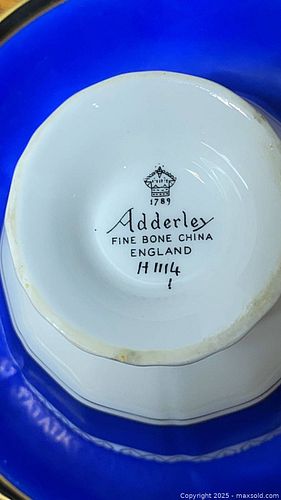 1789
Adderley
FINE BONE CHINA
ENGLAND
H 1114
Copyright © 2025 - maxsold.com